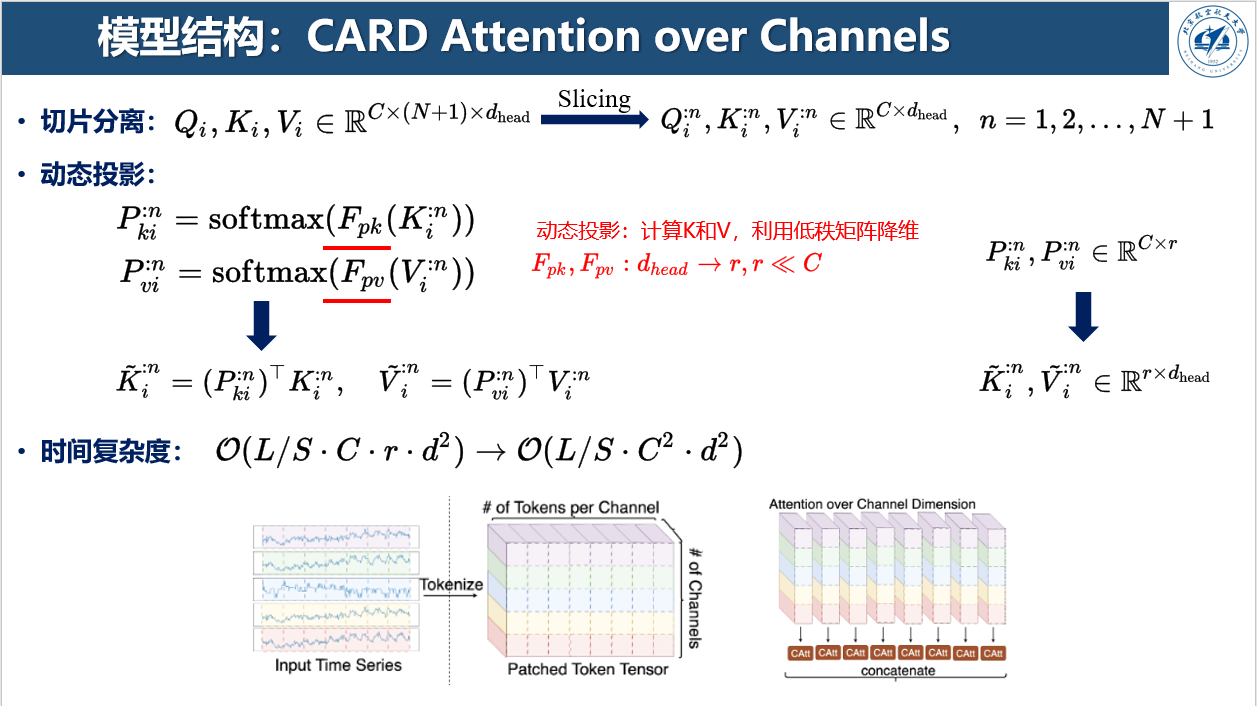 模型结构：CARD Attention over Channels
• 切片分离： $Q_i, K_i, V_i \in \mathbb{R}^{C \times (N+1) \times d_{\text{head}}}$ Slicing $Q_i^{:n}, K_i^{:n}, V_i^{:n} \in \mathbb{R}^{C \times d_{\text{head}}}, \; n = 1, 2, \ldots, N+1$
• 动态投影：
$P_{ki}^{:n} = \text{softmax}(F_{pk}(K_i^{:n}))$
$P_{vi}^{:n} = \text{softmax}(F_{pv}(V_i^{:n}))$
动态投影：计算K和V，利用低秩矩阵降维
$F_{pk}, F_{pv} : d_{head} \to r, r \ll C$
$P_{ki}^{:n}, P_{vi}^{:n} \in \mathbb{R}^{C \times r}$
$\tilde{K}_i^{:n} = (P_{ki}^{:n})^\top K_i^{:n}, \quad \tilde{V}_i^{:n} = (P_{vi}^{:n})^\top V_i^{:n}$
$\tilde{K}_i^{:n}, \tilde{V}_i^{:n} \in \mathbb{R}^{r \times d_{\text{head}}}$
• 时间复杂度： $\mathcal{O}(L/S \cdot C \cdot r \cdot d^2) \to \mathcal{O}(L/S \cdot C^2 \cdot d^2)$
Input Time Series
Tokenize
# of Tokens per Channel
# of Channels
Patched Token Tensor
Attention over Channel Dimension
CAtt CAtt CAtt CAtt CAtt CAtt CAtt CAtt
concatenate